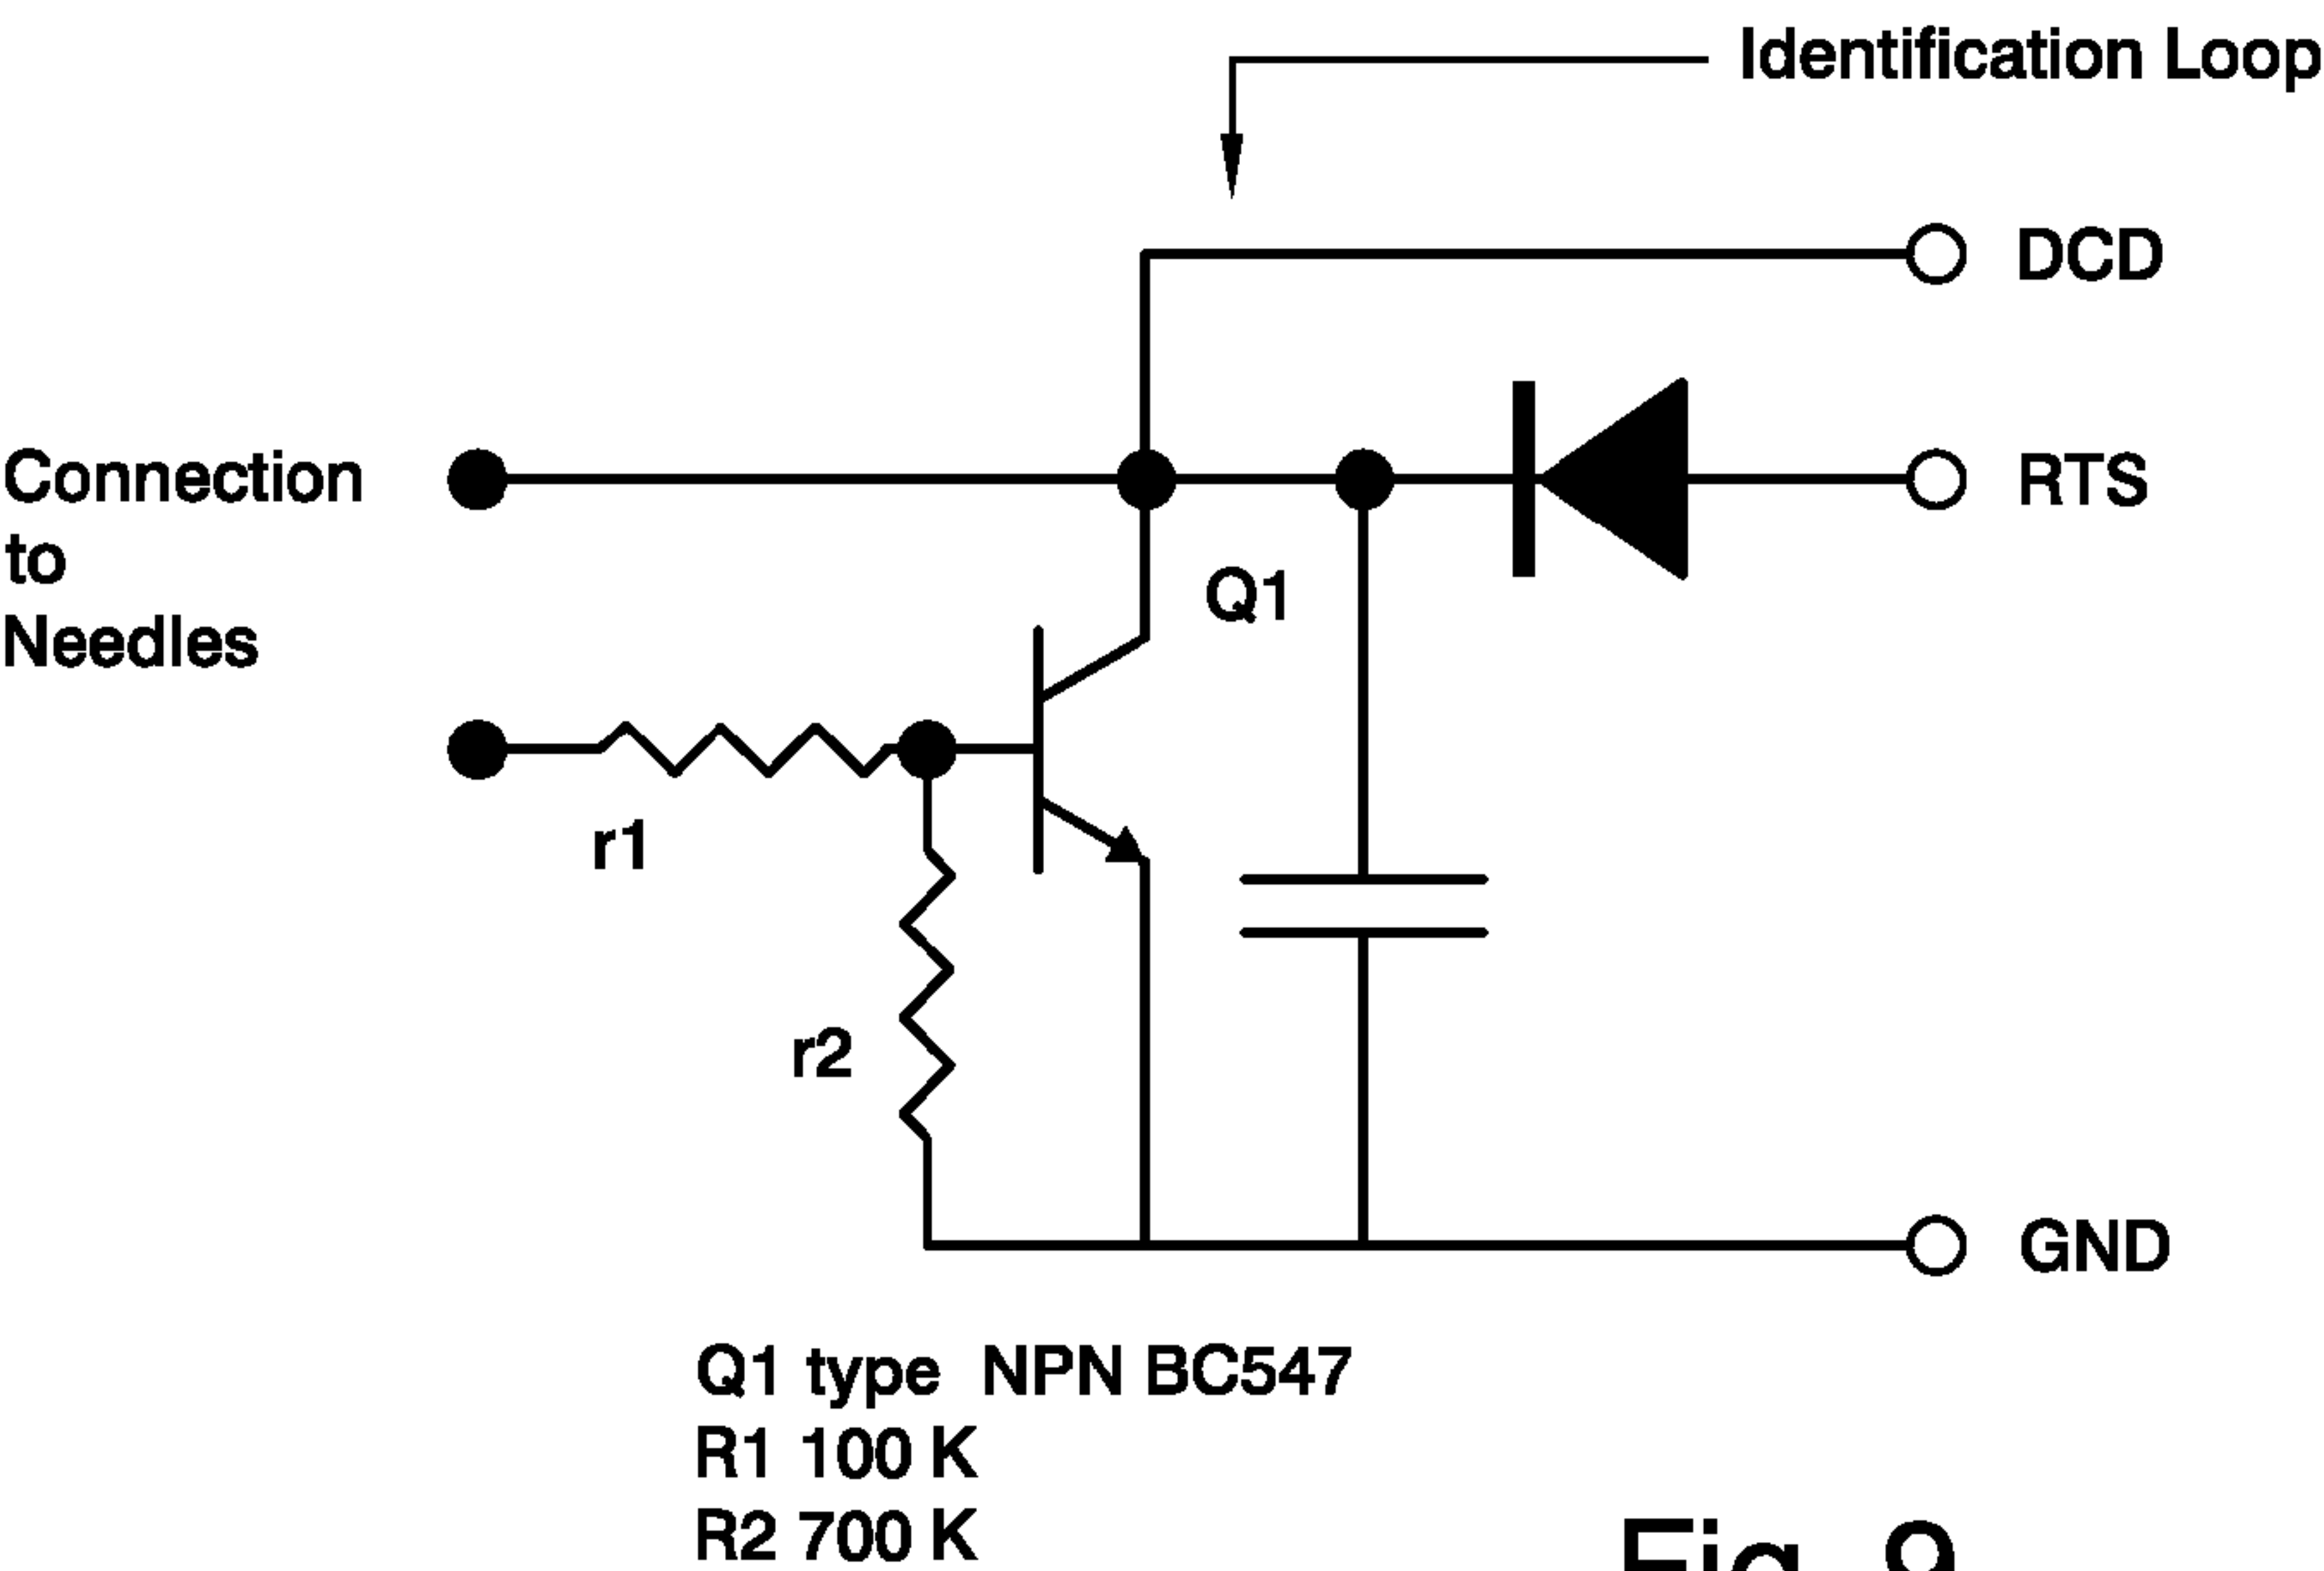 Identification Loop
DCD
Connection
to
Needles
RTS
Q1
r1
r2
GND
Q1 type NPN BC547
R1 100 K
R2 700 K